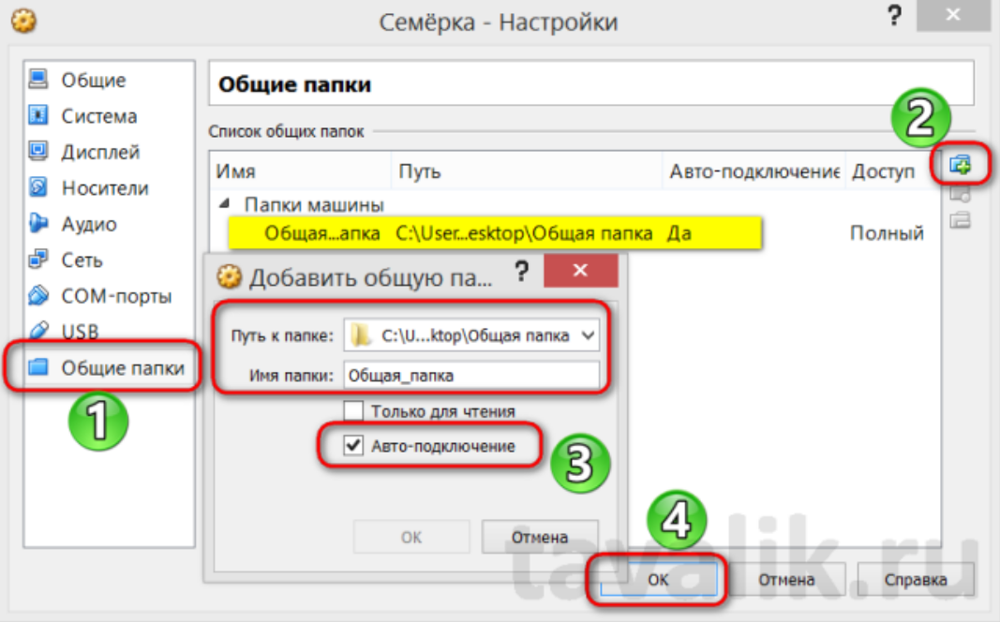 Семёрка - Настройки
?
Общие
Система
Дисплей
Носители
Аудио
Сеть
COM-порты
USB
Общие папки
1
Общие папки
2
Список общих папок
Имя Путь Авто-подключение Доступ
Папки машины
Общая...апка C:\User...esktop\Общая папка Да Полный
Добавить общую па... ?
Путь к папке: C:\U...ktop\Общая папка
Имя папки: Общая_папка
Только для чтения
Авто-подключение
3
OK Отмена
4
OK Отмена Справка
tavalik.ru